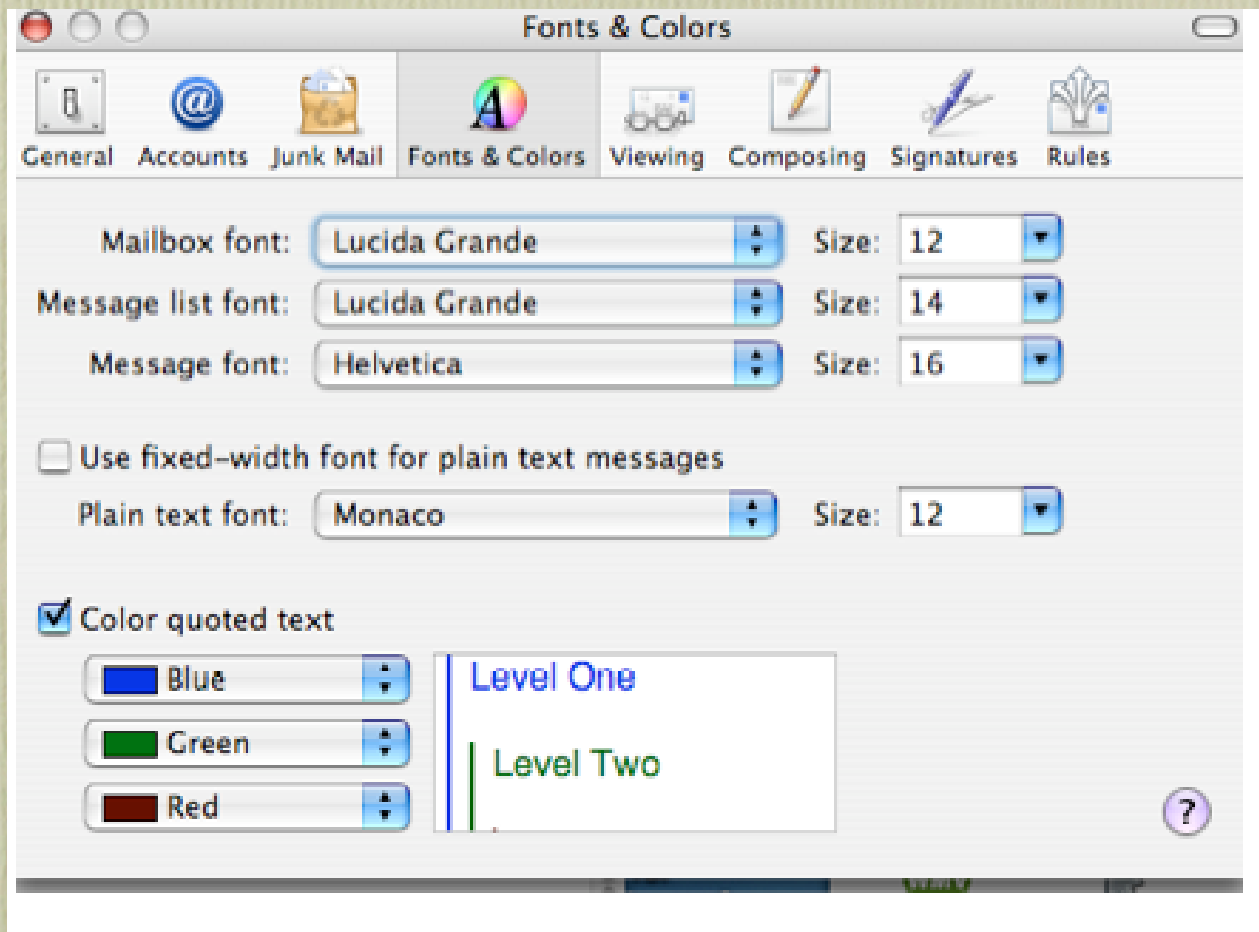 Fonts & Colors
General Accounts Junk Mail Fonts & Colors Viewing Composing Signatures Rules
Mailbox font: Lucida Grande Size: 12
Message list font: Lucida Grande Size: 14
Message font: Helvetica Size: 16
Use fixed-width font for plain text messages
Plain text font: Monaco Size: 12
Color quoted text
Blue
Level One
Green
Level Two
Red
?